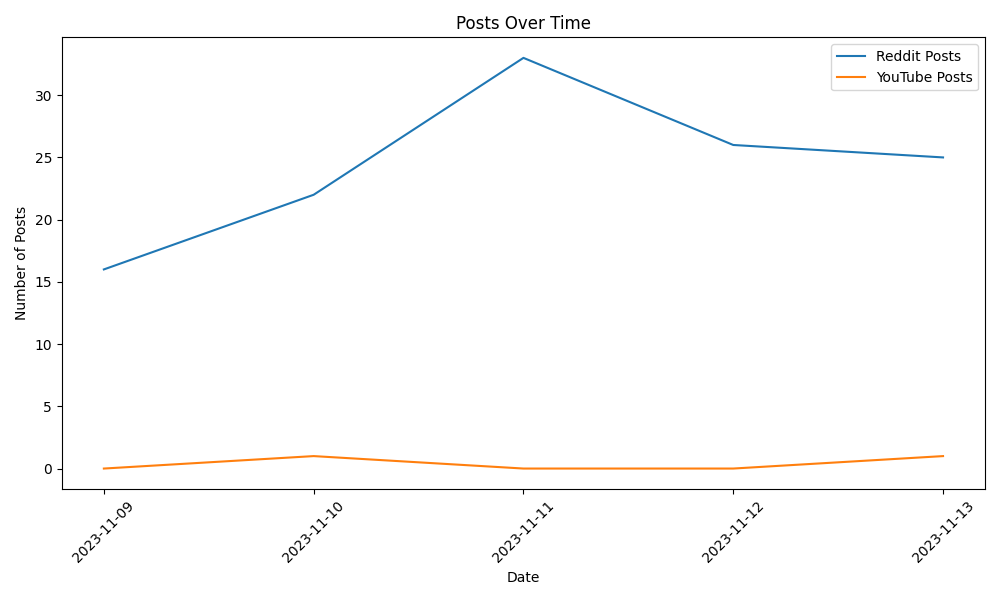 Posts Over Time
Reddit Posts
YouTube Posts
Number of Posts
30
25
20
15
10
5
0
2023-11-09
2023-11-10
2023-11-11
2023-11-12
2023-11-13
Date